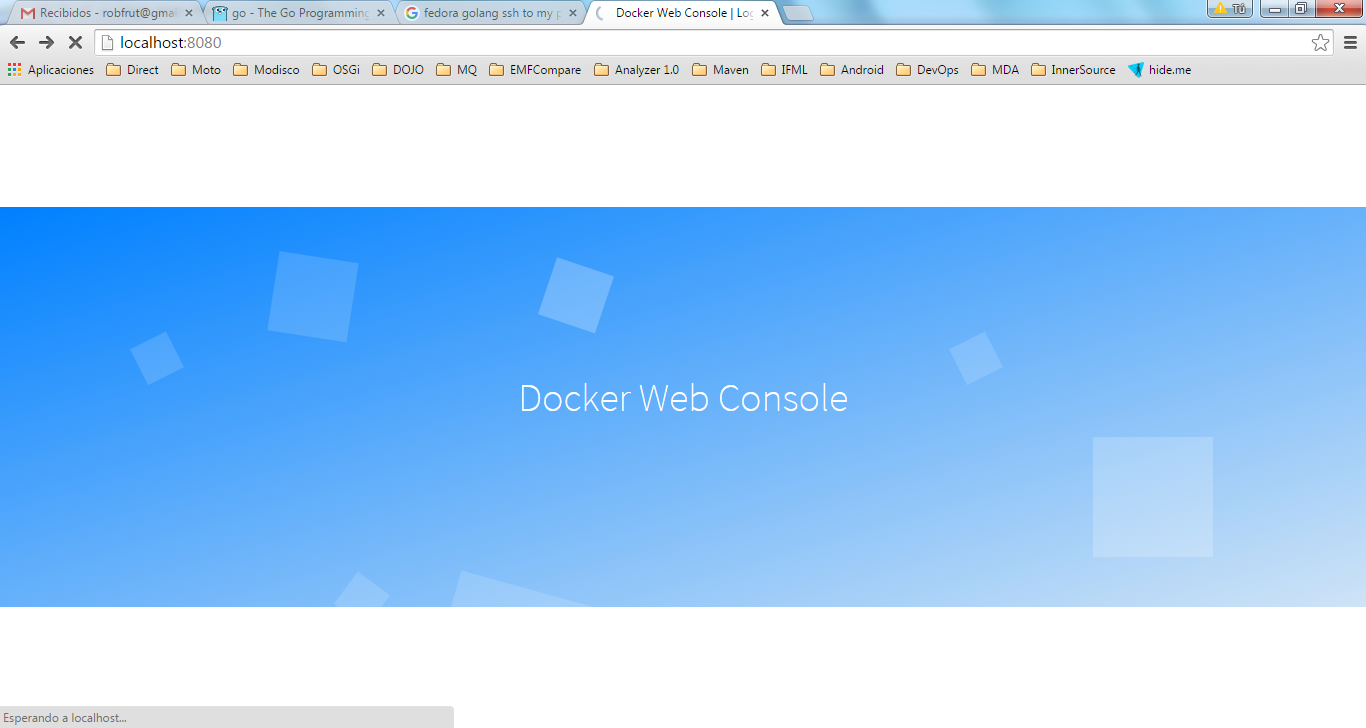 Recibidos - robfrut@gmai
go - The Go Programming
fedora golang ssh to my p
Docker Web Console | Log
Tú
localhost:8080
Aplicaciones Direct Moto Modisco OSGi DOJO MQ EMFCompare Analyzer 1.0 Maven IFML Android DevOps MDA InnerSource hide.me
Docker Web Console
Esperando a localhost...